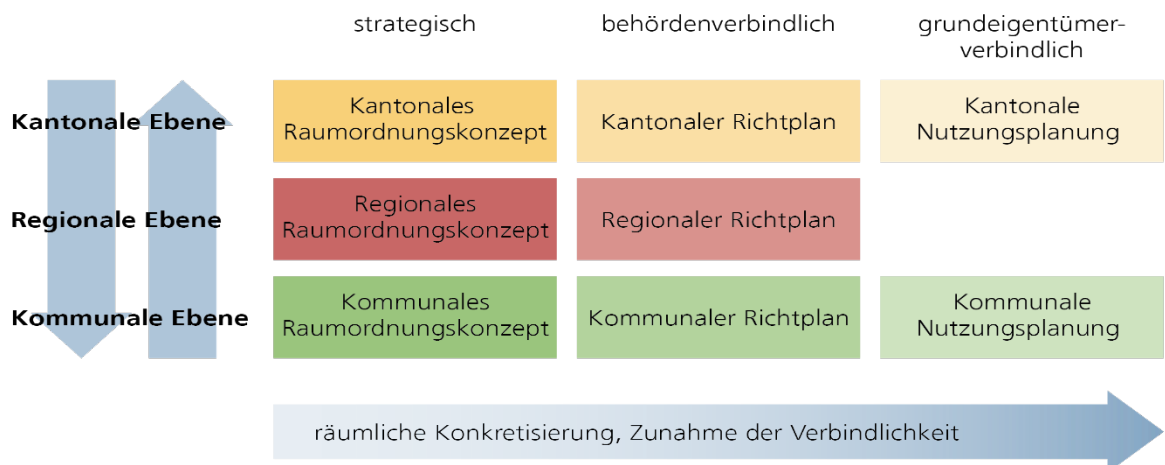 strategisch
behördenverbindlich
grundeigentümer-
verbindlich
Kantonale Ebene
Kantonales
Raumordnungskonzept
Kantonaler Richtplan
Kantonale
Nutzungsplanung
Regionale Ebene
Regionales
Raumordnungskonzept
Regionaler Richtplan
Kommunale Ebene
Kommunales
Raumordnungskonzept
Kommunaler Richtplan
Kommunale
Nutzungsplanung
räumliche Konkretisierung, Zunahme der Verbindlichkeit